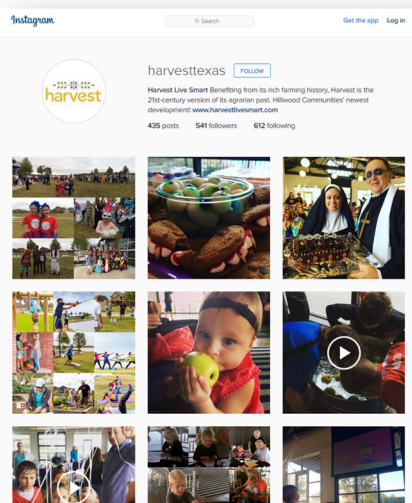 Instagram
Search
Get the app Log in
harvest
harvesttexas FOLLOW
Harvest Live Smart Benefiting from its rich farming history, Harvest is the
21st-century version of its agrarian past. Hillwood Communities' newest
development! www.harvestlivesmart.com
435 posts 541 followers 612 following